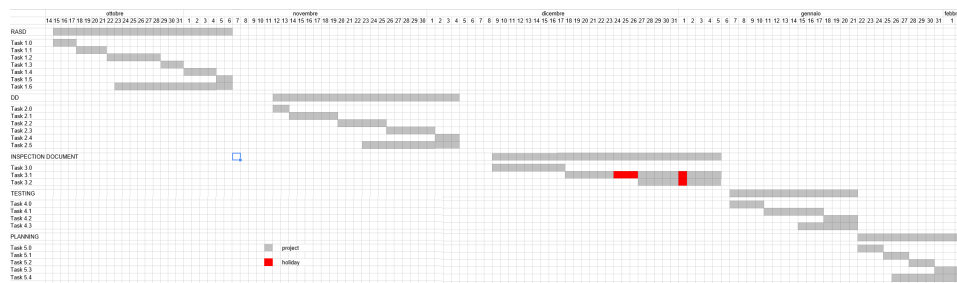 ottobre novembre dicembre gennaio febbr
14 15 16 17 18 19 20 21 22 23 24 25 26 27 28 29 30 31 1 2 3 4 5 6 7 8 9 10 11 12 13 14 15 16 17 18 19 20 21 22 23 24 25 26 27 28 29 30 1 2 3 4 5 6 7 8 9 10 11 12 13 14 15 16 17 18 19 20 21 22 23 24 25 26 27 28 29 30 31 1 2 3 4 5 6 7 8 9 10 11 12 13 14 15 16 17 18 19 20 21 22 23 24 25 26 27 28 29 30 31 1
RASD
Task 1.0
Task 1.1
Task 1.2
Task 1.3
Task 1.4
Task 1.5
Task 1.6
DD
Task 2.0
Task 2.1
Task 2.2
Task 2.3
Task 2.4
Task 2.5
INSPECTION DOCUMENT
Task 3.0
Task 3.1
Task 3.2
TESTING
Task 4.0
Task 4.1
Task 4.2
Task 4.3
PLANNING
Task 5.0
project
Task 5.1
Task 5.2
holiday
Task 5.3
Task 5.4